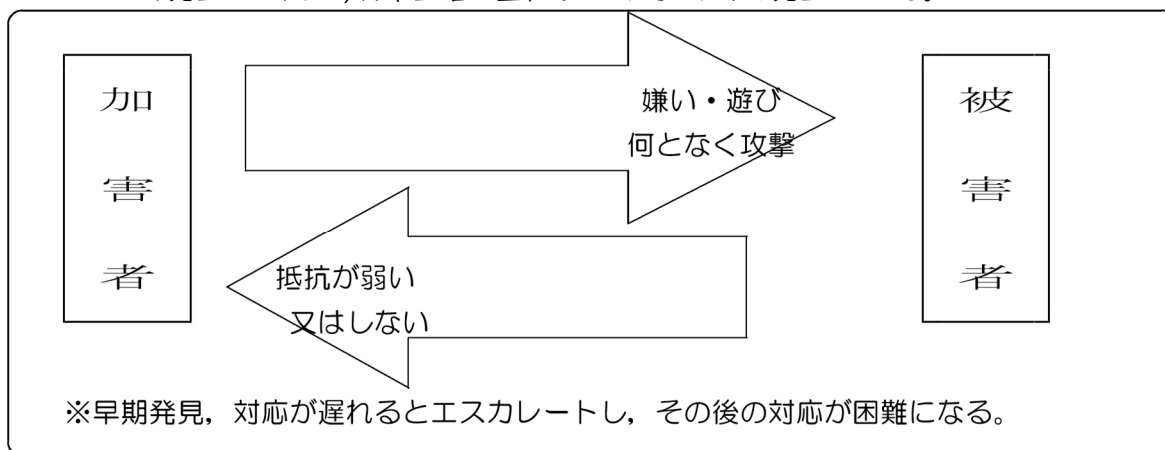 加害者
嫌い・遊び
何となく攻撃
被害者
抵抗が弱い
又はしない
※早期発見，対応が遅れるとエスカレートし，その後の対応が困難になる。